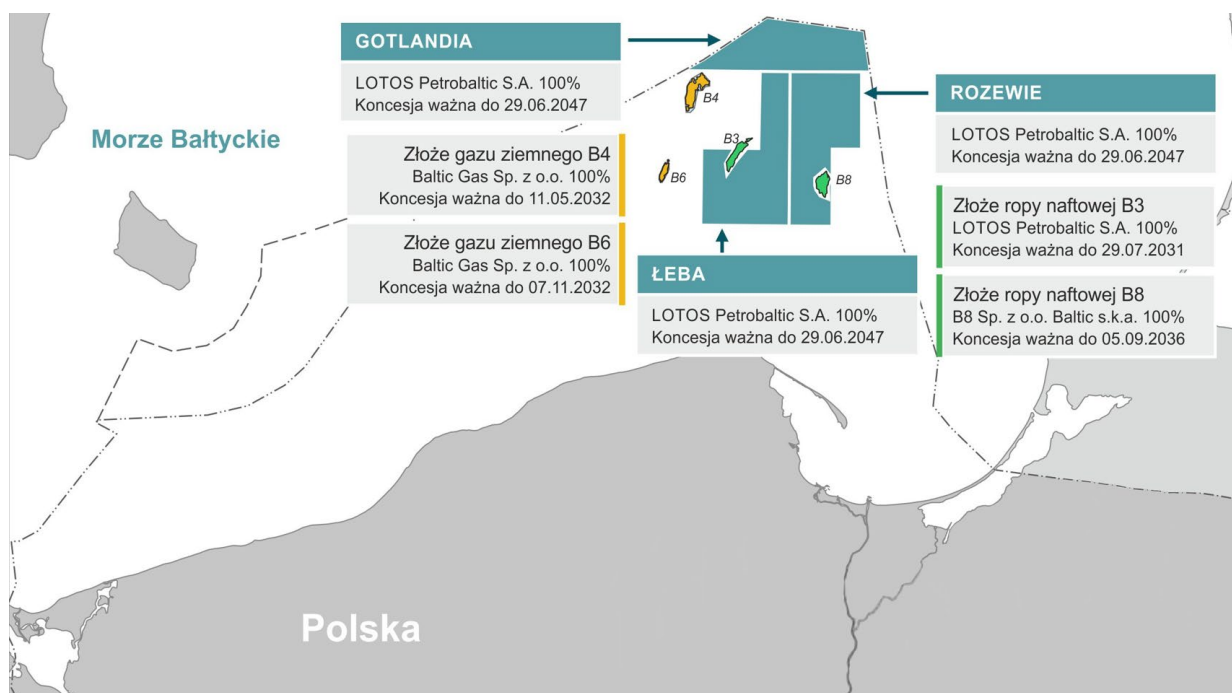 GOTLANDIA
LOTOS Petrobaltic S.A. 100%
Koncesja ważna do 29.06.2047
Morze Bałtyckie
Złoże gazu ziemnego B4
Baltic Gas Sp. z o.o. 100%
Koncesja ważna do 11.05.2032
Złoże gazu ziemnego B6
Baltic Gas Sp. z o.o. 100%
Koncesja ważna do 07.11.2032
B4
B3
B6
B8
ROZEWIE
LOTOS Petrobaltic S.A. 100%
Koncesja ważna do 29.06.2047
Złoże ropy naftowej B3
LOTOS Petrobaltic S.A. 100%
Koncesja ważna do 29.07.2031
Złoże ropy naftowej B8
B8 Sp. z o.o. Baltic s.k.a. 100%
Koncesja ważna do 05.09.2036
ŁEBA
LOTOS Petrobaltic S.A. 100%
Koncesja ważna do 29.06.2047
Polska